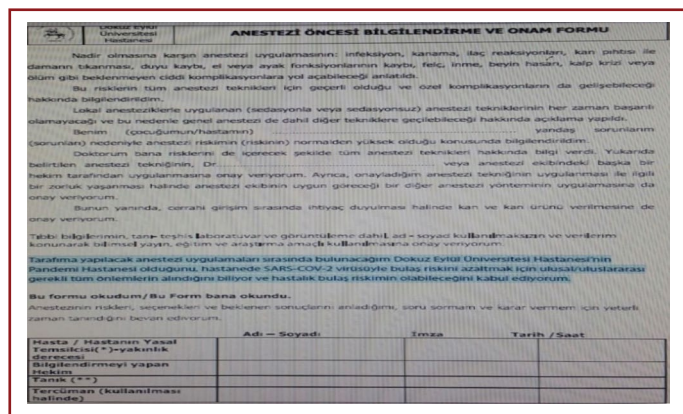 Dokuz Eylül
Üniversitesi
Hastanesi
ANESTEZİ ÖNCESİ BİLGİLENDİRME VE ONAM FORMU
Nadir olmasına karşın anestezi uygulamasının: infeksiyon, kanama, ilaç reaksiyonları, kan pıhtısı ile
damarın tıkanması, duyu kaybı, el veya ayak fonksiyonlarının kaybı, felç, inme, beyin hasarı, kalp krizi veya
ölüm gibi beklenmeyen ciddi komplikasyonlara yol açabileceği anlatıldı.
Bu risklerin tüm anestezi teknikleri için geçerli olduğu ve özel komplikasyonların da gelişebileceği
hakkında bilgilendirildim.
Lokal anesteziklerle uygulanan (sedasyonla veya sedasyonsuz) anestezi tekniklerinin her zaman başarılı
olamayacağı ve bu nedenle genel anestezi de dahil diğer tekniklere geçilebileceği hakkında açıklama yapıldı.
Benim (çocuğumun/hastamın) yandaş sorunlarım
(sorunları) nedeniyle anestezi riskimin (riskinin) normalden yüksek olduğu konusunda bilgilendirildim.
Doktorum bana risklerini de içeren şekilde tüm anestezi teknikleri hakkında bilgi verdi. Yukarıda
belirtilen anestezi tekniğinin, Dr. veya anestezi ekibindeki başka bir
hekim tarafından uygulanmasına onay veriyorum. Ayrıca, onayladığım anestezi tekniğinin uygulanması ile ilgili
bir zorluk yaşanması halinde anestezi ekibinin uygun göreceği bir diğer anestezi yönteminin uygulamasına da
onay veriyorum.
Bunun yanında, cerrahi girişim sırasında ihtiyaç duyulması halinde kan ve kan ürünü verilmesine de
onay veriyorum.
Tıbbi bilgilerimin, tanı- teşhis laboratuvar ve görüntüleme dahil, ad - soyad kullanılmaksızın ve verilerim
konunarak bilimsel yayın, eğitim ve araştırma amaçlı kullanılmasına onay veriyorum.
Tarafıma yapılacak anestezi uygulamaları sırasında bulunacağım Dokuz Eylül Üniversitesi Hastanesi'nin
Pandemi Hastanesi olduğunu, hastanede SARS-COV-2 virüsüyle bulaş riskini azaltmak için ulusal/uluslararası
gerekli tüm önlemlerin alındığını biliyor ve hastalık bulaş riskimin olabileceğini kabul ediyorum.
Bu formu okudum/Bu Form bana okundu.
Anestezinin riskleri, seçenekleri ve beklenen sonuçlarını anladığımı, soru sormam ve karar vermem için yeterli
zaman tanındığını beyan ediyorum.
Adı – Soyadı İmza Tarih /Saat
Hasta / Hastanın Yasal
Temsilcisi(*)-yakınlık
derecesi
Bilgilendirmeyi yapan
Hekim
Tanık (**)
Tercüman (kullanılması
halinde)